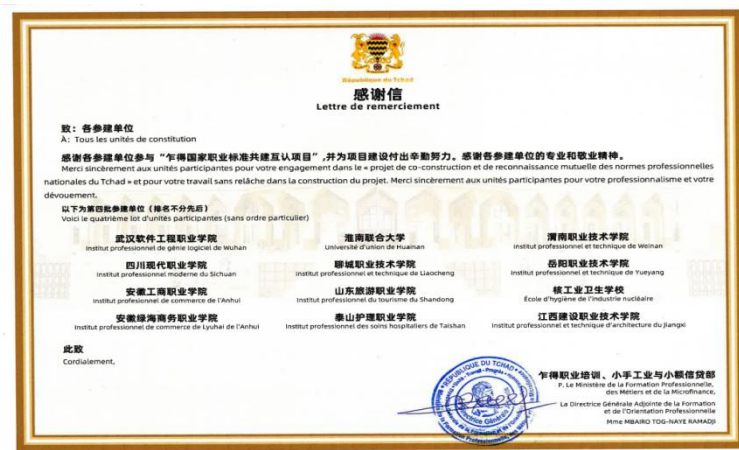 République du Tchad
感谢信
Lettre de remerciement
致：各参建单位
À: Tous les unités de constitution
感谢各参建单位参与“乍得国家职业标准共建互认项目”,并为项目建设付出辛勤努力。感谢各参建单位的专业和敬业精神。
Merci sincèrement aux unités participantes pour votre engagement dans le « projet de co-construction et de reconnaissance mutuelle des normes professionnelles
nationales du Tchad » et pour votre travail sans relâche dans la construction du projet. Merci sincèrement aux unités participantes pour votre professionnalisme et votre
dévouement.
以下为第四批参建单位（排名不分先后）
Voici le quatrième lot d'unités participantes (sans ordre particulier)
武汉软件工程职业学院 淮南联合大学 渭南职业技术学院
Institut professionnel de génie logiciel de Wuhan Université d'union de Huainan Institut professionnel et technique de Weinan
四川现代职业学院 聊城职业技术学院 岳阳职业技术学院
Institut professionnel moderne du Sichuan Institut professionnel et technique de Liaocheng Institut professionnel et technique de Yueyang
安徽工商职业学院 山东旅游职业学院 核工业卫生学校
Institut profesionnel de commerce de l'Anhui Institut professionnel du tourisme du Shandong École d'hygiène de l'industrie nucléaire
安徽绿海商务职业学院 泰山护理职业学院 江西建设职业技术学院
Institut professionnel de commerce de Lyuhai de l'Anhui Institut professionnel des soins hospitaliers de Taishan Institut professionnel et technique d'architecture du Jiangxi
此致
Cordialement,
乍得职业培训、小手工业与小额信贷部
P. Le Ministère de la Formation Professionnelle,
des Métiers et de la Microfinance,
La Directrice Générale Adjointe de la Formation
et de l'Orientation Professionnelle
Mme MBAIRO TOG-NAYE RAMADJI
RÉPUBLIQUE DU TCHAD
Unité - Travail - Progrès
Directrice Générale